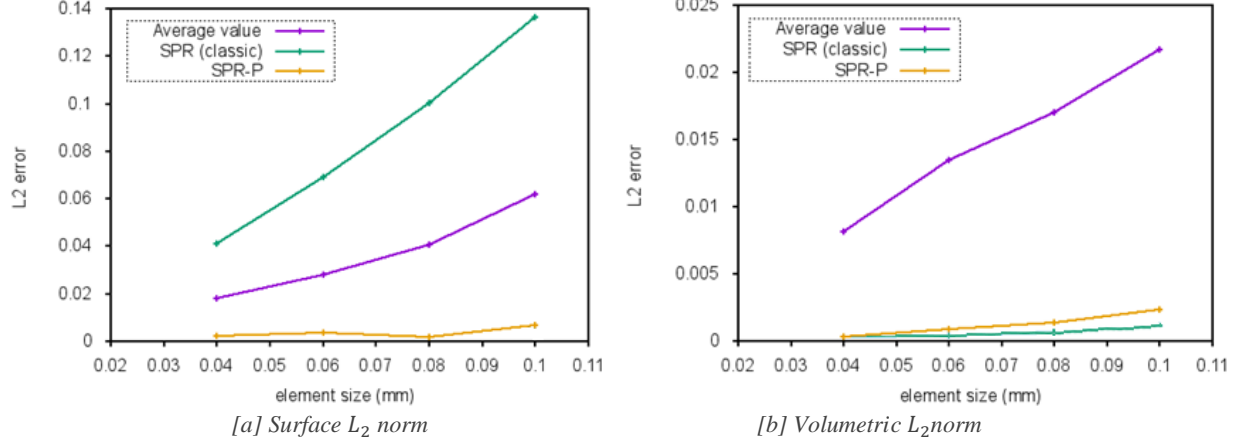 0.14
0.12
0.1
0.08
0.06
0.04
0.02
0
L2 error
Average value
SPR (classic)
SPR-P
0.02 0.03 0.04 0.05 0.06 0.07 0.08 0.09 0.1 0.11
element size (mm)
[a] Surface L₂ norm
0.025
0.02
0.015
0.01
0.005
0
L2 error
Average value
SPR (classic)
SPR-P
0.02 0.03 0.04 0.05 0.06 0.07 0.08 0.09 0.1 0.11
element size (mm)
[b] Volumetric L₂norm